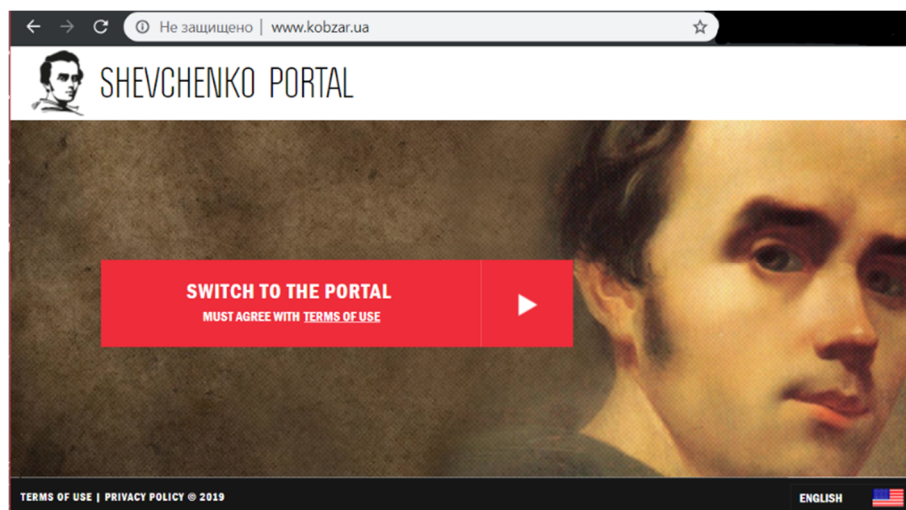 Не защищено | www.kobzar.ua
SHEVCHENKO PORTAL
SWITCH TO THE PORTAL
MUST AGREE WITH TERMS OF USE
TERMS OF USE | PRIVACY POLICY © 2019
ENGLISH